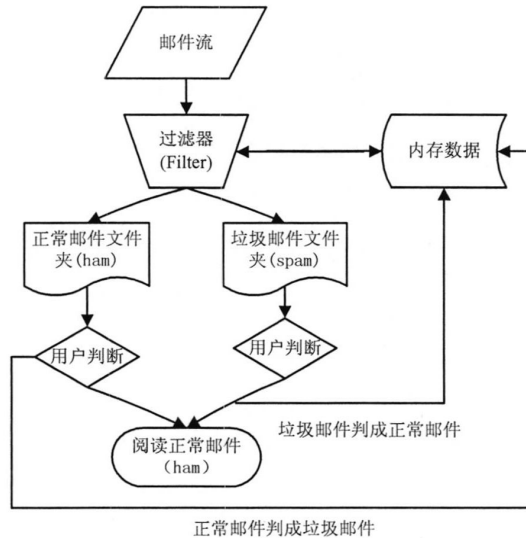 邮件流
过滤器
(Filter)
内存数据
正常邮件文件
夹(ham)
垃圾邮件文件
夹(spam)
用户判断
用户判断
垃圾邮件判成正常邮件
阅读正常邮件
(ham)
正常邮件判成垃圾邮件